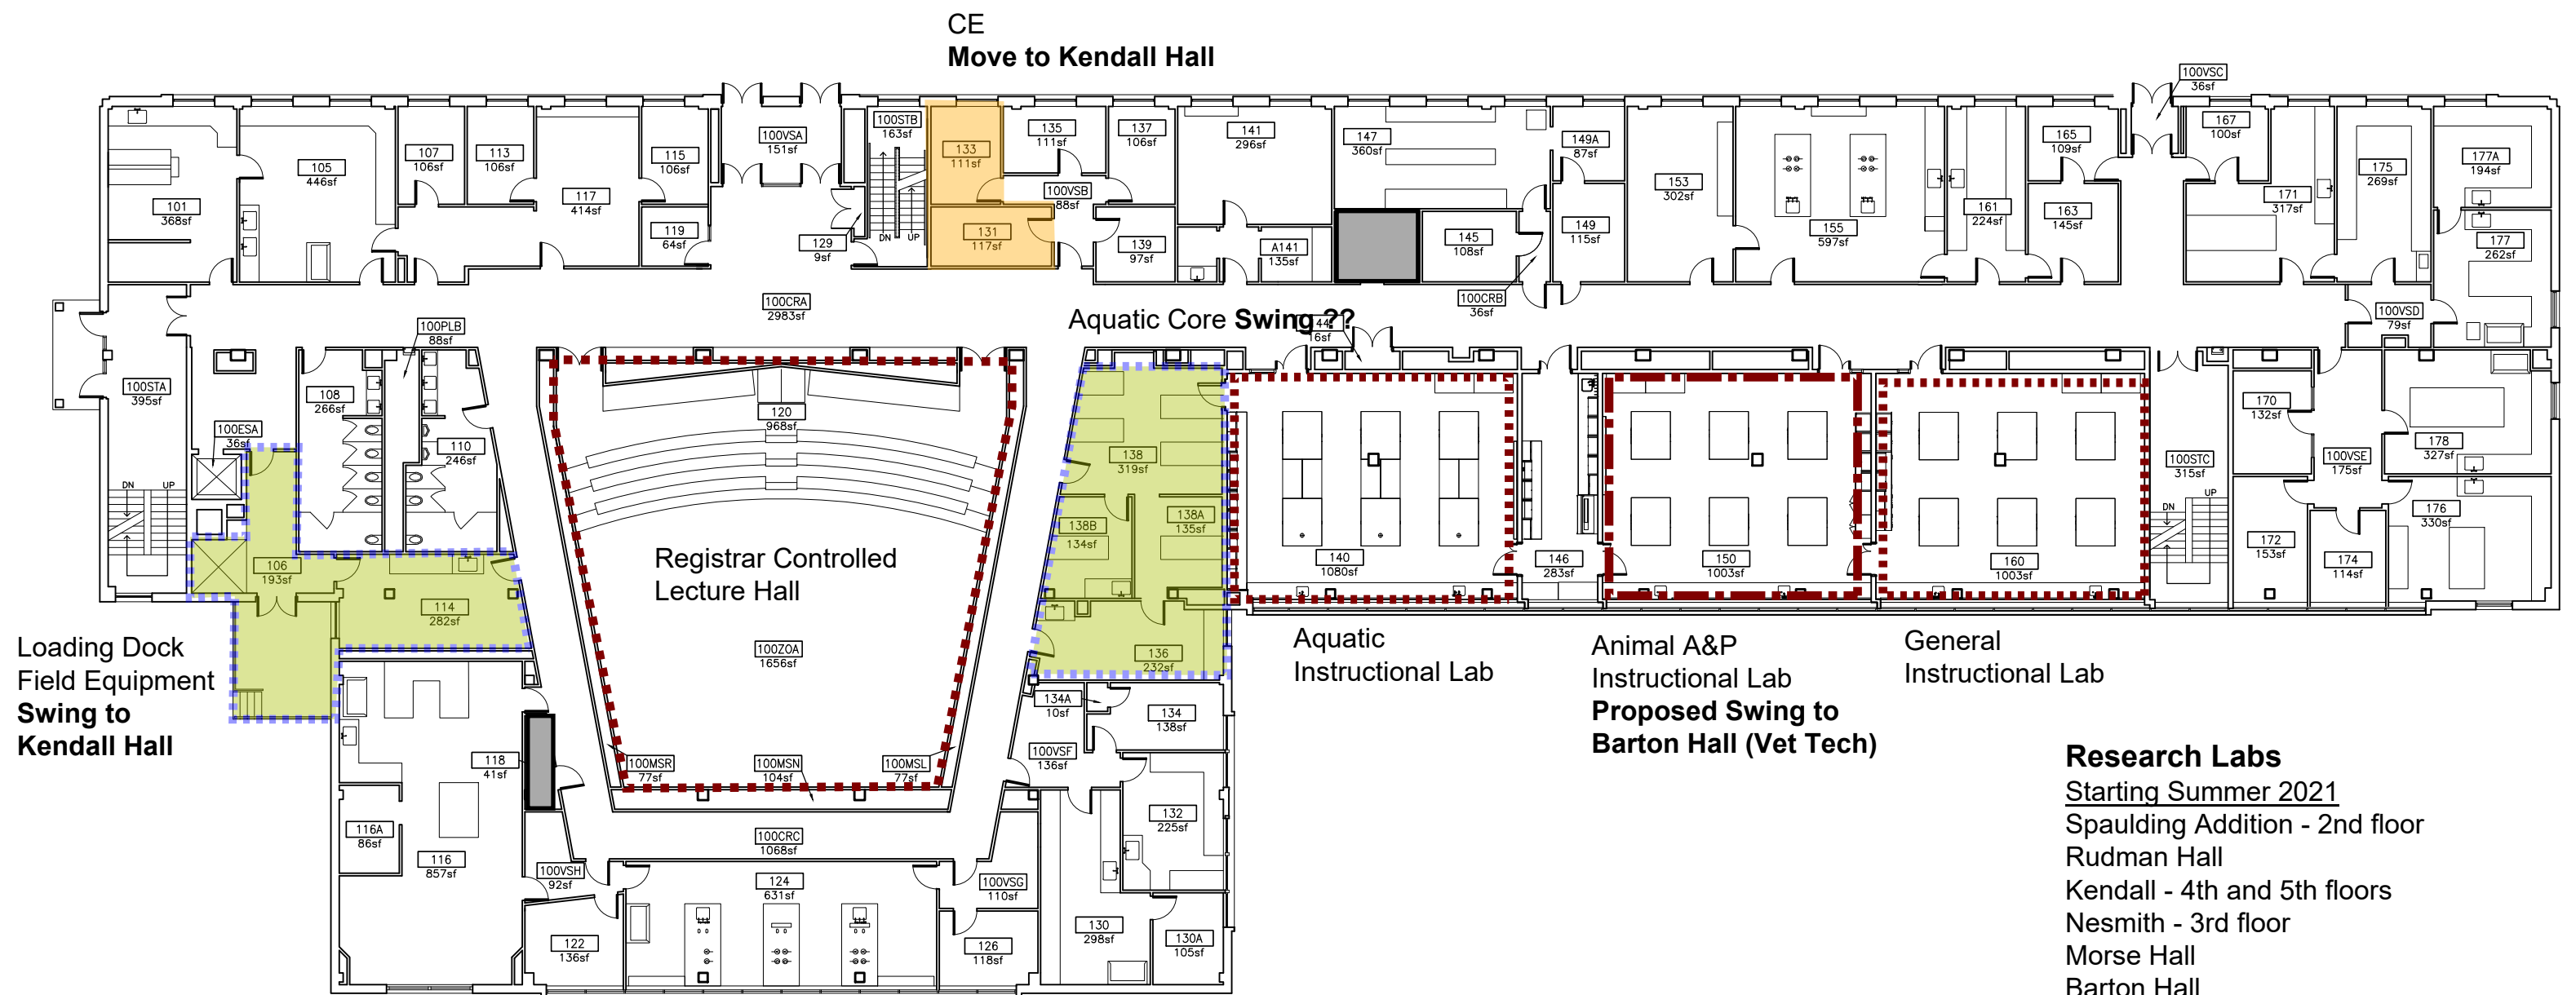 CE
Move to Kendall Hall
100VSC
36sf
101
368sf
105
446sf
107
106sf
113
106sf
117
414sf
115
106sf
119
64sf
100VSA
151sf
129
9sf
100STB
163sf
DN UP
133
111sf
131
117sf
135
111sf
137
106sf
100VSB
88sf
139
97sf
141
296sf
A141
135sf
147
360sf
145
108sf
149A
87sf
149
115sf
100CRB
36sf
153
302sf
155
597sf
161
224sf
165
109sf
163
145sf
167
100sf
171
317sf
175
269sf
177A
194sf
177
262sf
100VSD
79sf
100CRA
2983sf
Aquatic Core Swing ??
44
6sf
100STA
395sf
DN UP
100PLB
88sf
100ESA
36sf
108
266sf
110
246sf
106
193sf
114
282sf
120
968sf
Registrar Controlled
Lecture Hall
100Z0A
1656sf
100MSR
77sf
100MSN
104sf
100MSL
77sf
138
319sf
138B
134sf
138A
135sf
136
232sf
140
1080sf
146
283sf
150
1003sf
160
1003sf
100STC
315sf
DN UP
170
132sf
172
153sf
100VSE
175sf
174
114sf
178
327sf
176
330sf
Loading Dock
Field Equipment
Swing to
Kendall Hall
Aquatic
Instructional Lab
Animal A&P
Instructional Lab
Proposed Swing to
Barton Hall (Vet Tech)
General
Instructional Lab
118
41sf
116A
86sf
116
857sf
100VSH
92sf
122
136sf
100CRC
1068sf
124
631sf
100VSG
110sf
126
118sf
134A
10sf
134
138sf
100VSF
136sf
132
225sf
130
298sf
130A
105sf
Research Labs
Starting Summer 2021
Spaulding Addition - 2nd floor
Rudman Hall
Kendall - 4th and 5th floors
Nesmith - 3rd floor
Morse Hall
Barton Hall